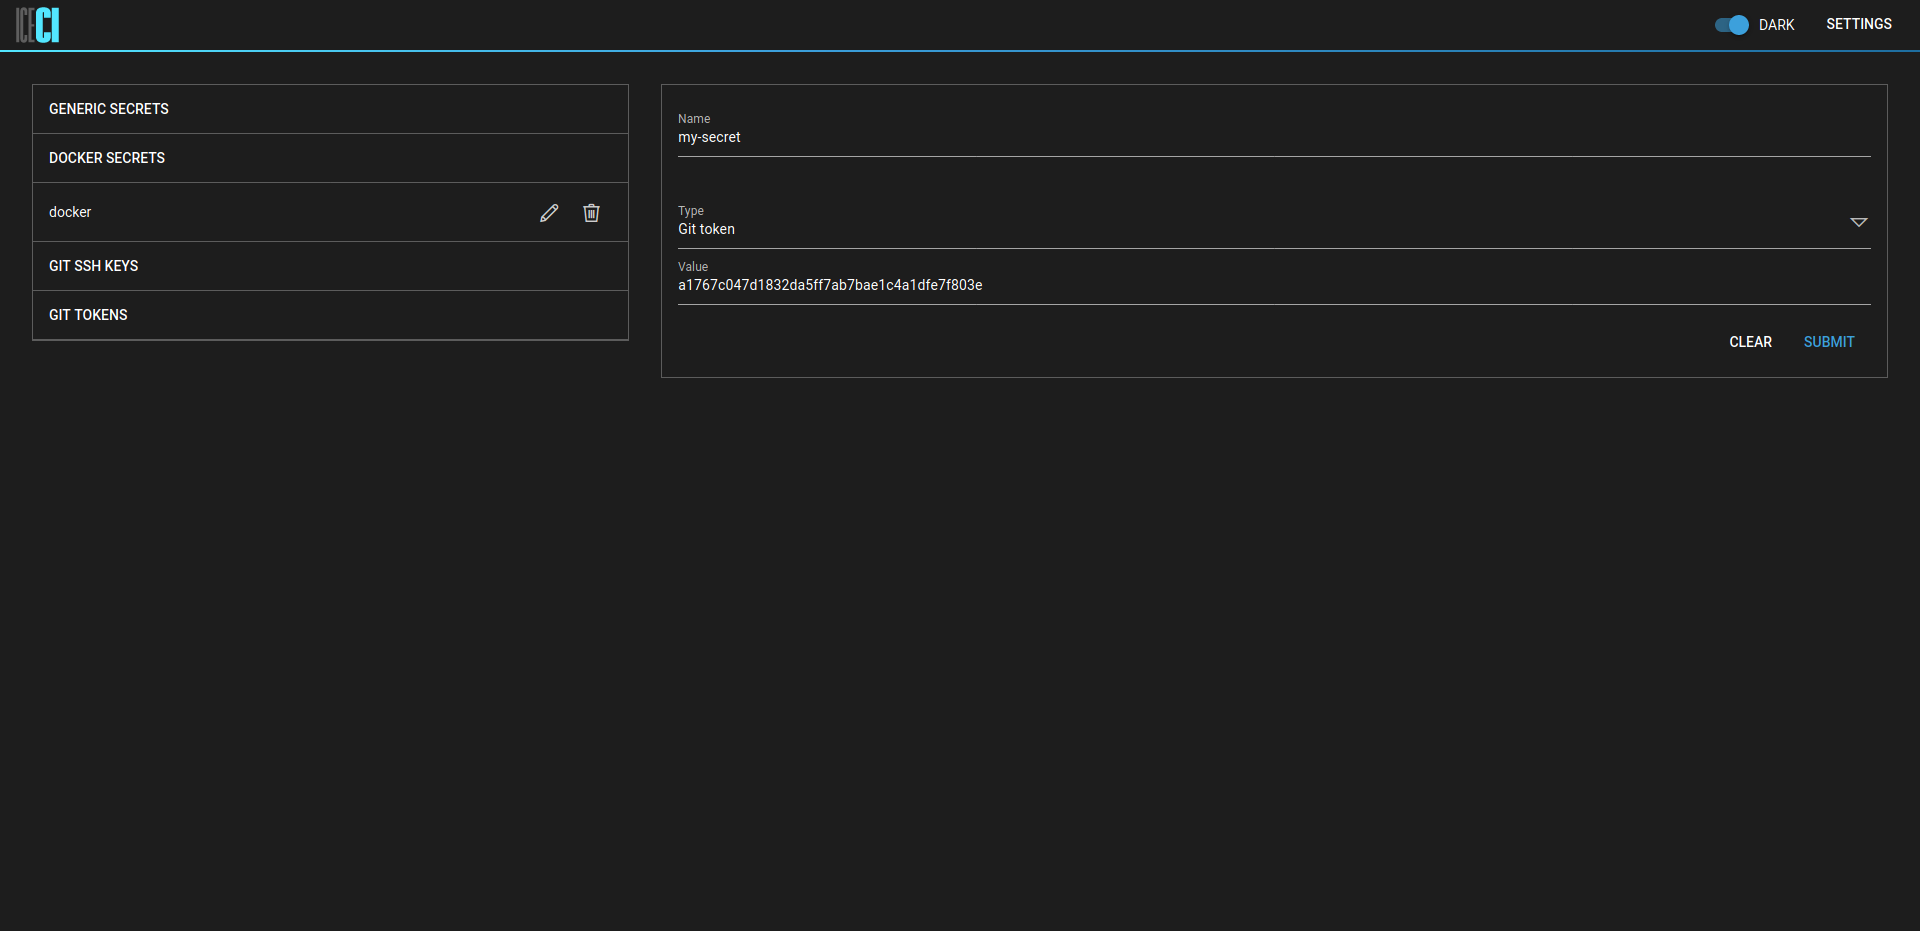 ICECI
DARK
SETTINGS
GENERIC SECRETS
DOCKER SECRETS
docker
GIT SSH KEYS
GIT TOKENS
Name
my-secret
Type
Git token
Value
a1767c047d1832da5ff7ab7bae1c4a1dfe7f803e
CLEAR
SUBMIT